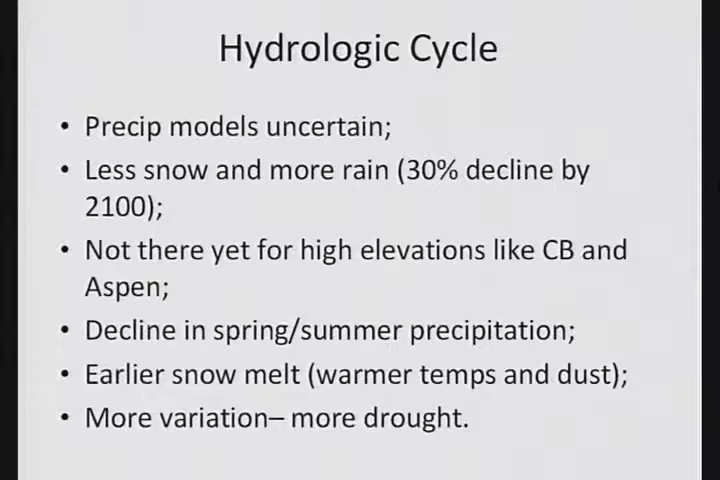 Hydrologic Cycle
• Precip models uncertain;
• Less snow and more rain (30% decline by
2100);
• Not there yet for high elevations like CB and
Aspen;
• Decline in spring/summer precipitation;
• Earlier snow melt (warmer temps and dust);
• More variation– more drought.